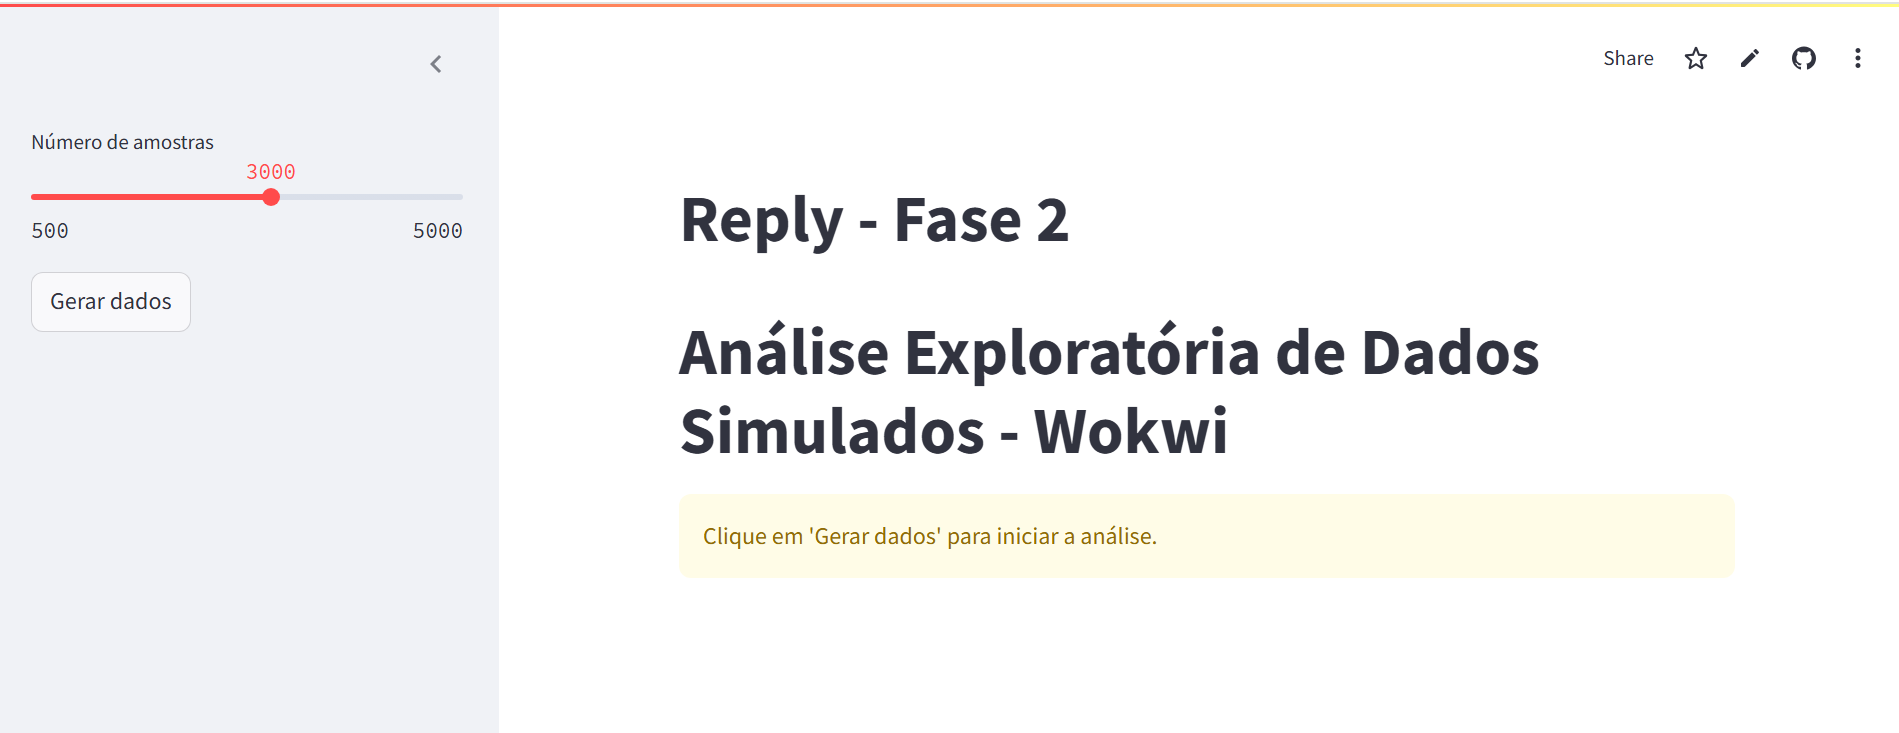 Share
Número de amostras
3000
500 5000
Gerar dados
Reply - Fase 2
Análise Exploratória de Dados
Simulados - Wokwi
Clique em 'Gerar dados' para iniciar a análise.